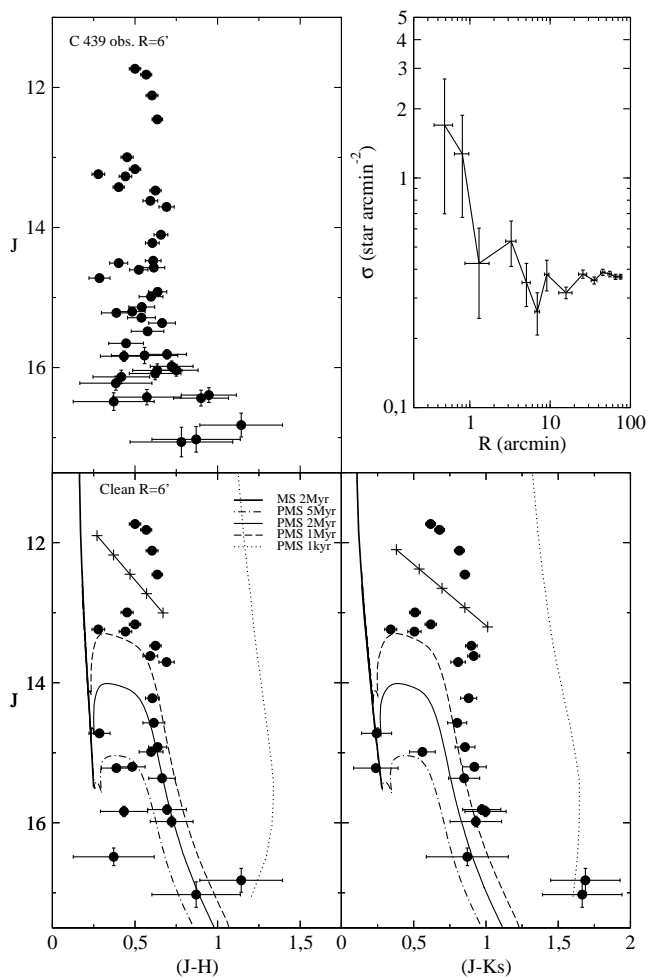 C 439 obs. R=6'
12
14
16
J
5
4
3
2
1
0,1
σ (star arcmin⁻²)
1
10
100
R (arcmin)
Clean R=6'
MS 2Myr
PMS 5Myr
PMS 2Myr
PMS 1Myr
PMS 1kyr
12
14
16
J
0
0,5
1
1,5
(J-H)
0
0,5
1
1,5
2
(J-Ks)